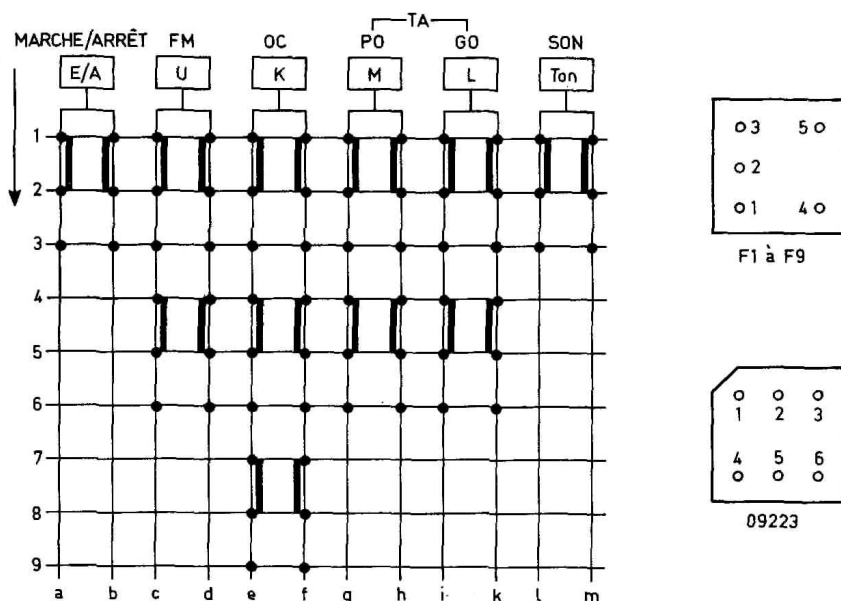 TA
MARCHE/ARRÊT FM OC PO GO SON
E/A U K M L Ton
1
2
3
4
5
6
7
8
9
a b c d e f g h i k l m
3 5
2
1 4
F1 à F9
1 2 3
4 5 6
09223